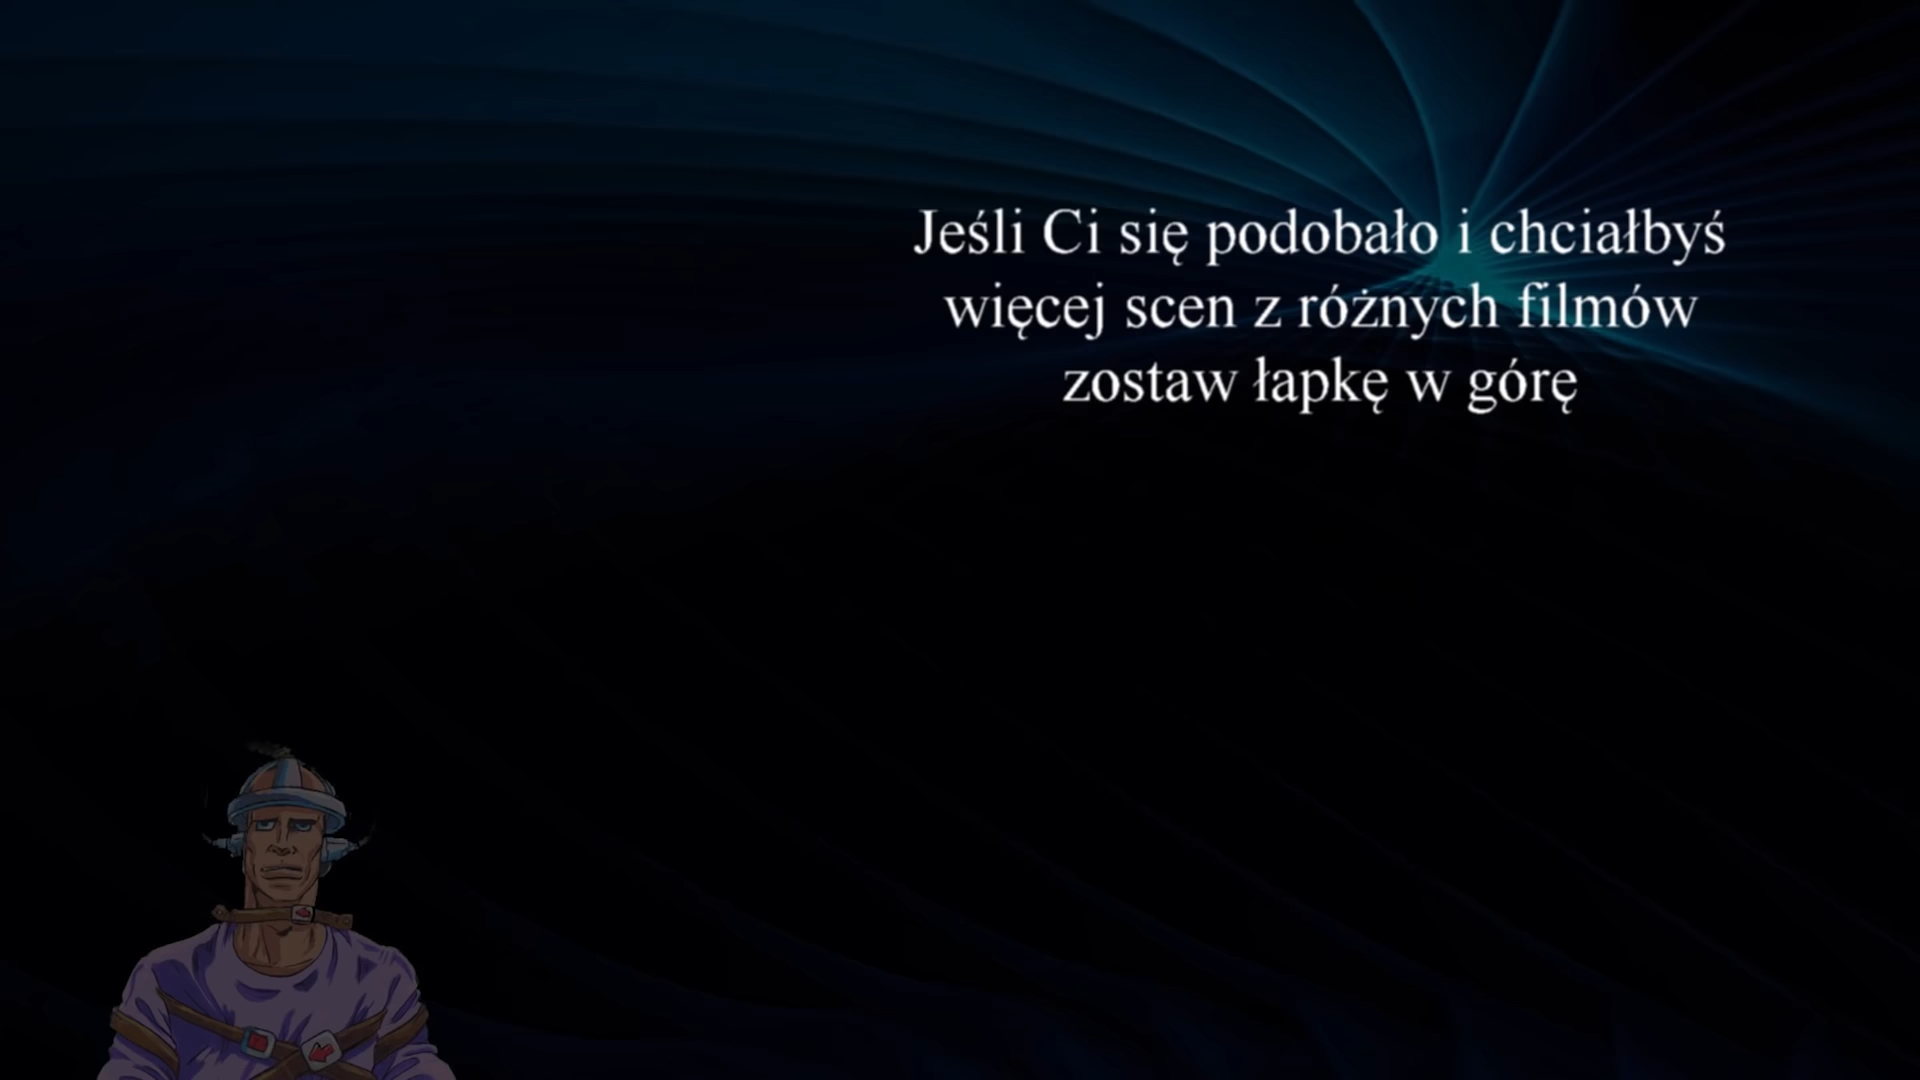 Jeśli Ci się podobało i chciałbyś
więcej scen z różnych filmów
zostaw łapkę w górę